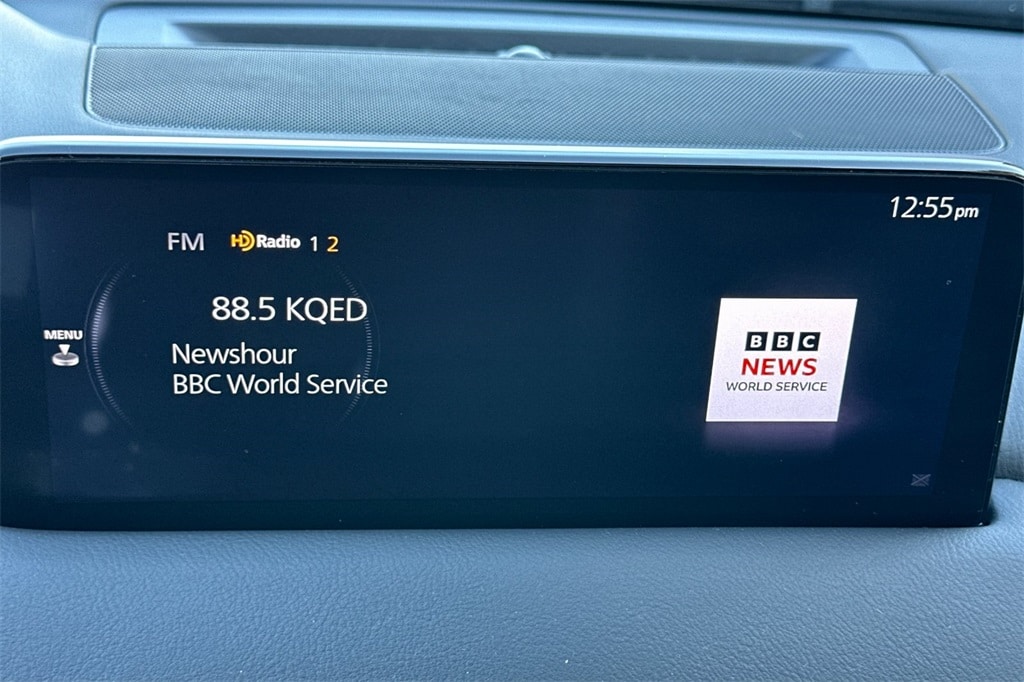 12:55pm
FM HD Radio 1 2
88.5 KQED
MENU
Newshour
BBC World Service
BBC
NEWS
WORLD SERVICE